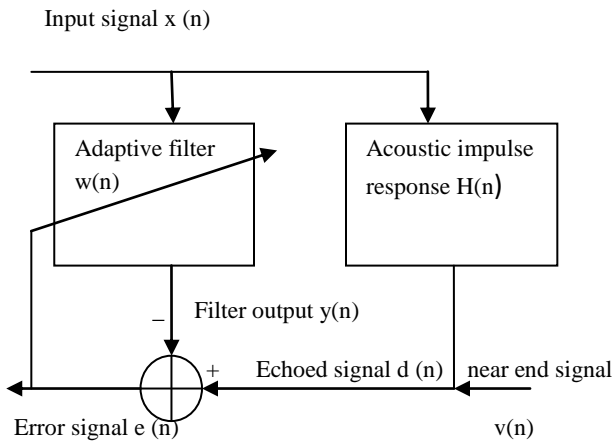 Input signal x (n)
Adaptive filter
w(n)
Acoustic impulse
response H(n)
Filter output y(n)
–
+
Echoed signal d (n)
near end signal
Error signal e (n)
v(n)